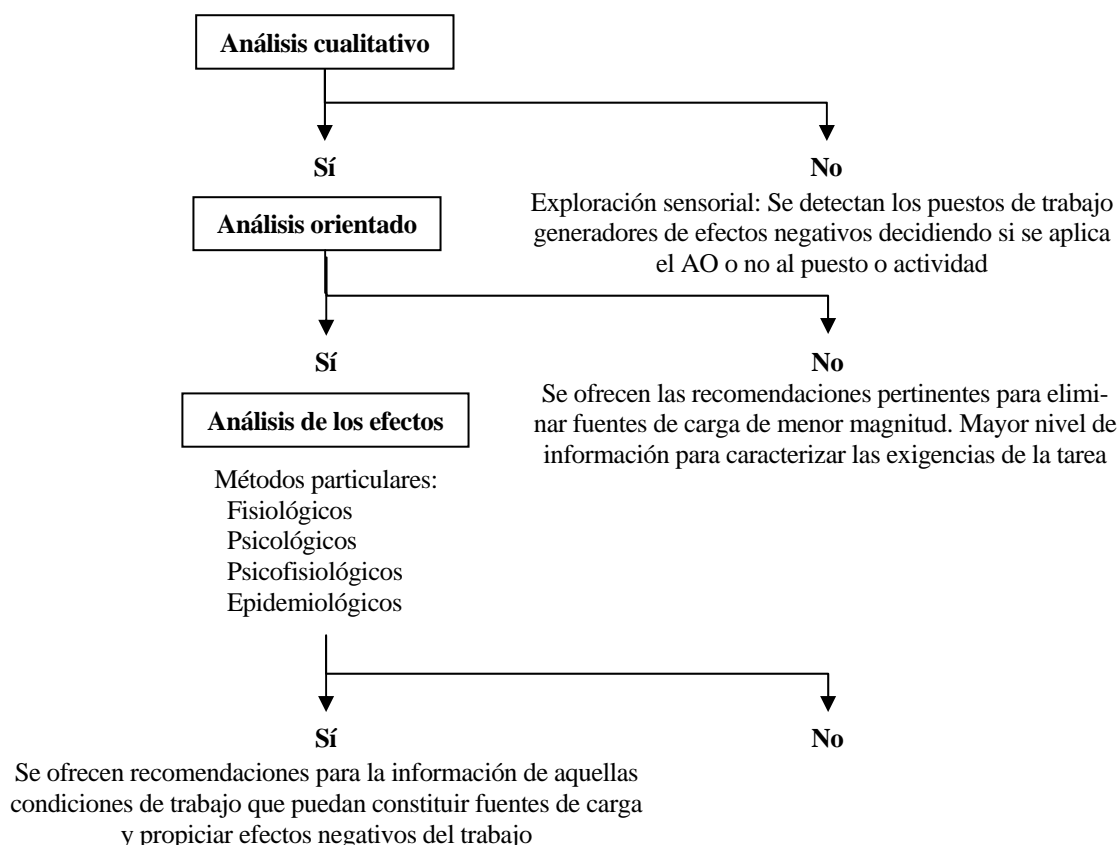 Análisis cualitativo
Sí
No
Análisis orientado
Exploración sensorial: Se detectan los puestos de trabajo
generadores de efectos negativos decidiendo si se aplica
el AO o no al puesto o actividad
Sí
No
Análisis de los efectos
Se ofrecen las recomendaciones pertinentes para elimi-
nar fuentes de carga de menor magnitud. Mayor nivel de
información para caracterizar las exigencias de la tarea
Métodos particulares:
Fisiológicos
Psicológicos
Psicofisiológicos
Epidemiológicos
Sí
No
Se ofrecen recomendaciones para la información de aquellas
condiciones de trabajo que puedan constituir fuentes de carga
y propiciar efectos negativos del trabajo